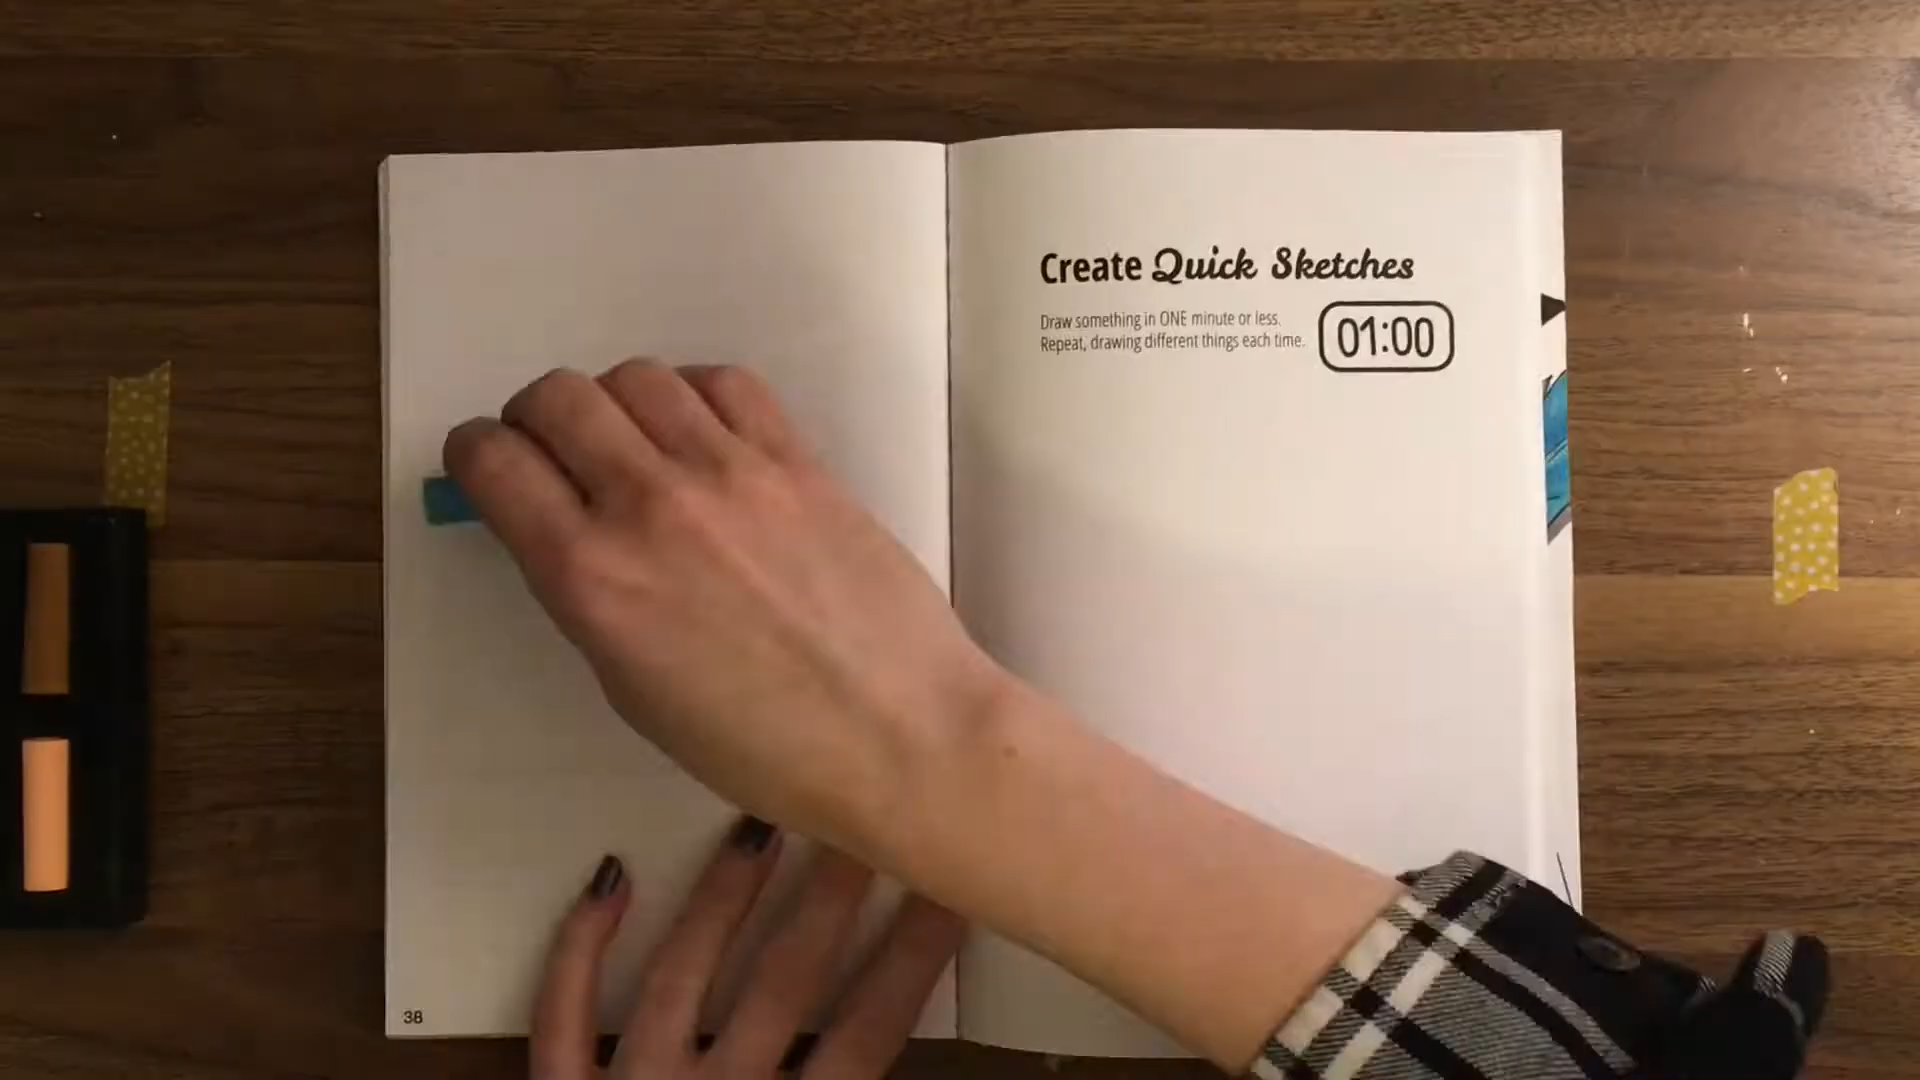 Create Quick Sketches
Draw something in ONE minute or less.
Repeat, drawing different things each time.
01:00
38